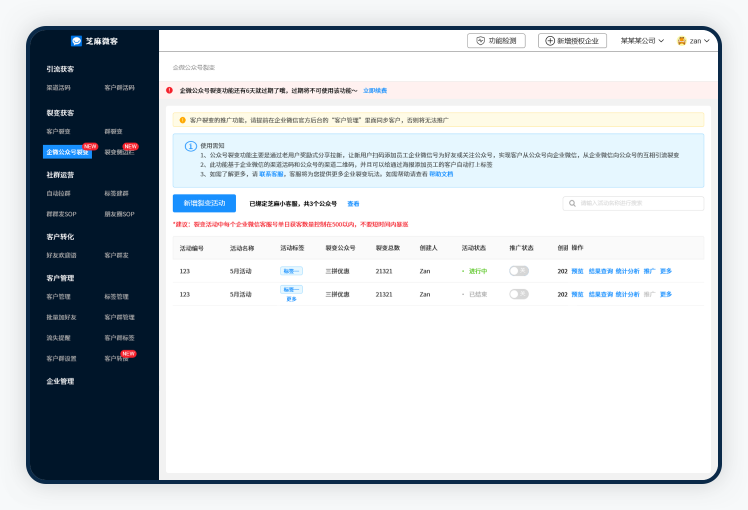 芝麻微客
功能检测
新增授权企业
某某某公司
zan
引流获客
渠道活码 客户群活码
裂变获客
客户裂变 群裂变
企微公众号裂变 NEW 裂变侧边栏 NEW
社群运营
自动拉群 标签建群
群群发SOP 朋友圈SOP
客户转化
好友欢迎语 客户群发
客户管理
客户管理 标签管理
批量加好友 客户群管理
流失提醒 客户群标签
客户群设置 客户转接 NEW
企业管理
企微公众号裂变
企微公众号裂变功能还有6天就过期了哦，过期将不可使用该功能～ 立即续费
客户裂变的推广功能，请提前在企业微信官方后台的“客户管理”里面同步客户，否则将无法推广
使用须知
1、公众号裂变功能主要是通过老用户奖励式分享拉新，让新用户扫码添加员工企业微信号为好友或关注公众号，实现客户从公众号向企业微信，从企业微信向公众号的互相引流裂变
2、此功能基于企业微信的渠道活码和公众号的渠道二维码，并且可以给通过海报添加员工的客户自动打上标签
3、如需了解更多，请联系客服，客服将为您提供更多企业裂变玩法。如需帮助请查看 帮助文档
新增裂变活动
已绑定芝麻小客服，共3个公众号 查看
请输入活动名称进行搜索
*建议：裂变活动中每个企业微信客服号单日获客数量控制在500以内，不要短时间内暴涨
活动编号 活动名称 活动标签 裂变公众号 裂变总数 创建人 活动状态 推广状态 创建 操作
123 5月活动 标签一 三拼优惠 21321 Zan 进行中 关 202 预览 结果查询 统计分析 推广 更多
123 5月活动 标签一 更多 三拼优惠 21321 Zan 已结束 关 202 预览 结果查询 统计分析 推广 更多